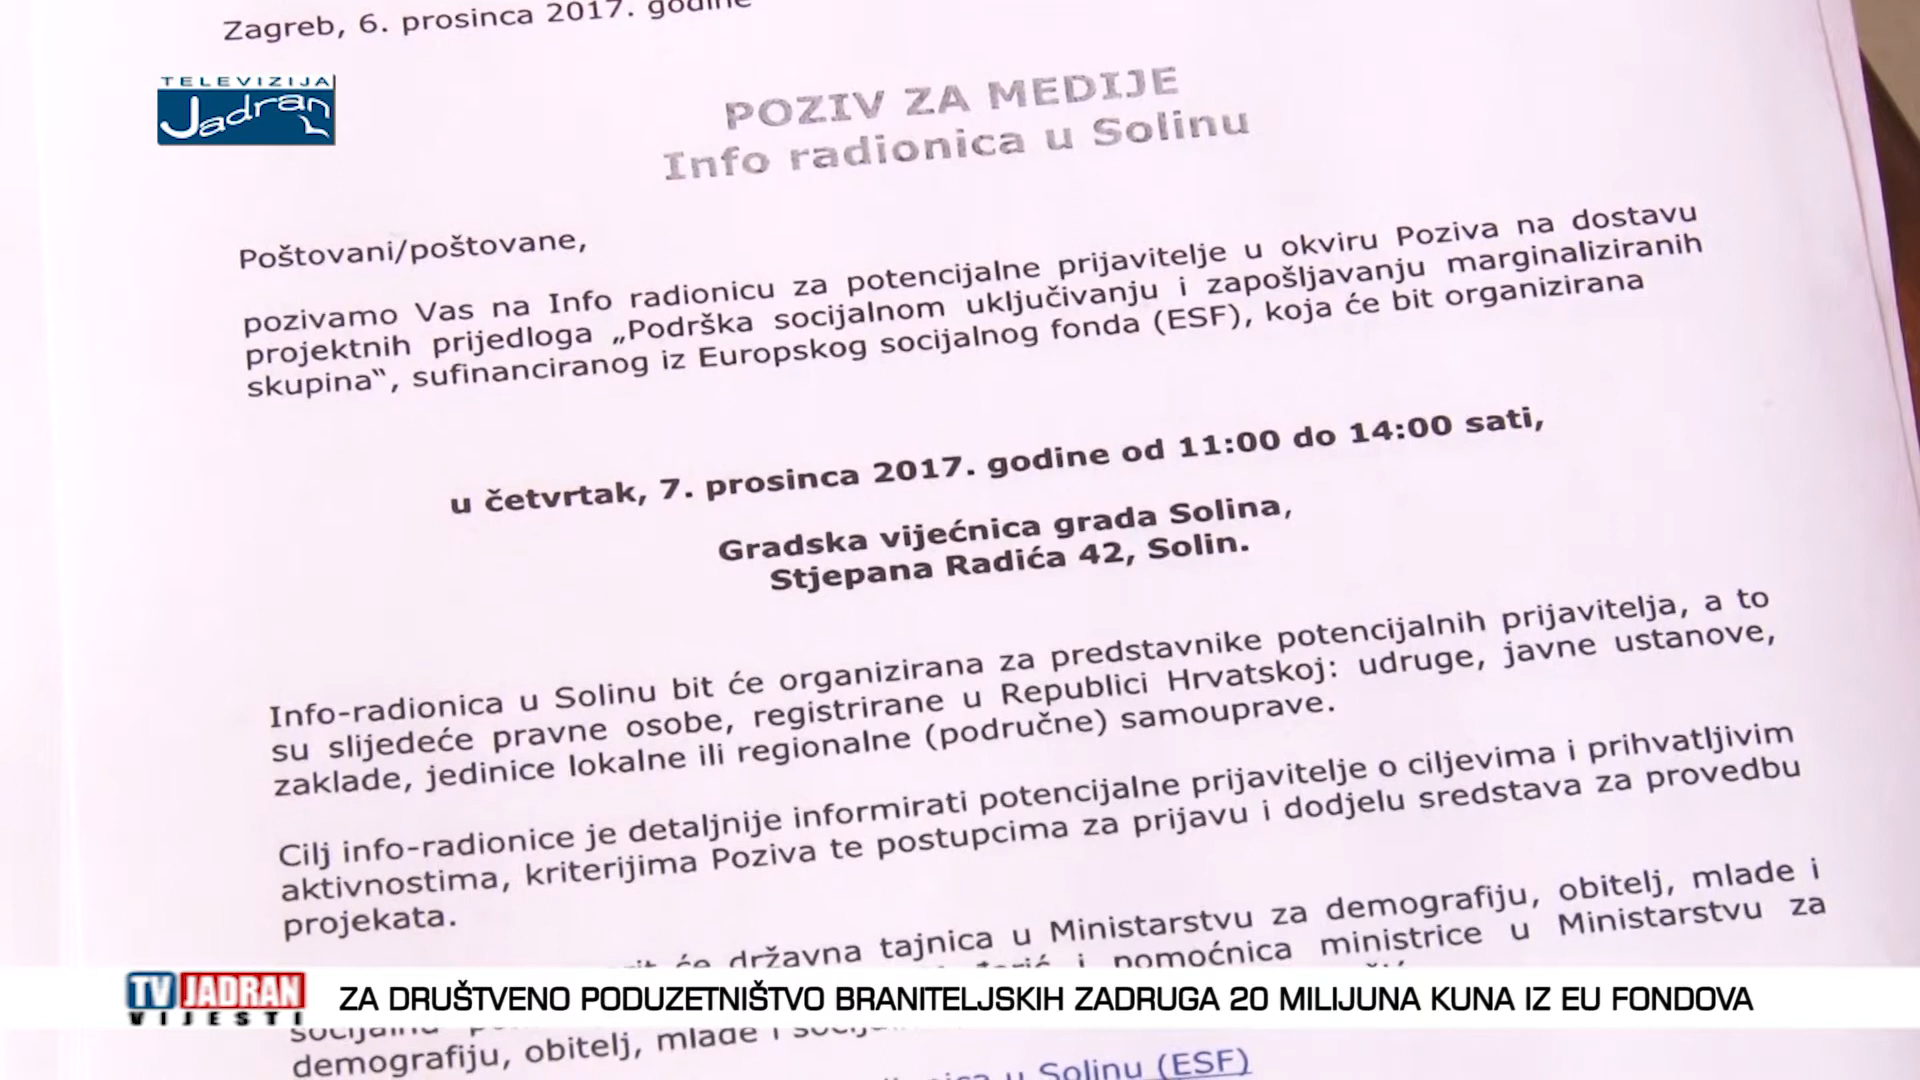 Zagreb, 6. prosinca 2017. godine
TELEVIZIJA
Jadran
POZIV ZA MEDIJE
Info radionica u Solinu
Poštovani/poštovane,
pozivamo Vas na Info radionicu za potencijalne prijavitelje u okviru Poziva na dostavu
projektnih prijedloga „Podrška socijalnom uključivanju i zapošljavanju marginaliziranih
skupina“, sufinanciranog iz Europskog socijalnog fonda (ESF), koja će bit organizirana
u četvrtak, 7. prosinca 2017. godine od 11:00 do 14:00 sati,
Gradska vijećnica grada Solina,
Stjepana Radića 42, Solin.
Info-radionica u Solinu bit će organizirana za predstavnike potencijalnih prijavitelja, a to
su slijedeće pravne osobe, registrirane u Republici Hrvatskoj: udruge, javne ustanove,
zaklade, jedinice lokalne ili regionalne (područne) samouprave.
Cilj info-radionice je detaljnije informirati potencijalne prijavitelje o ciljevima i prihvatljivim
aktivnostima, kriterijima Poziva te postupcima za prijavu i dodjelu sredstava za provedbu
projekata.
će državna tajnica u Ministarstvu za demografiju, obitelj, mlade i
i pomoćnica ministrice u Ministarstvu za
TV JADRAN
VIJESTI
ZA DRUŠTVENO PODUZETNIŠTVO BRANITELJSKIH ZADRUGA 20 MILIJUNA KUNA IZ EU FONDOVA
demografiju, obitelj, mlade i
u Solinu (ESF)